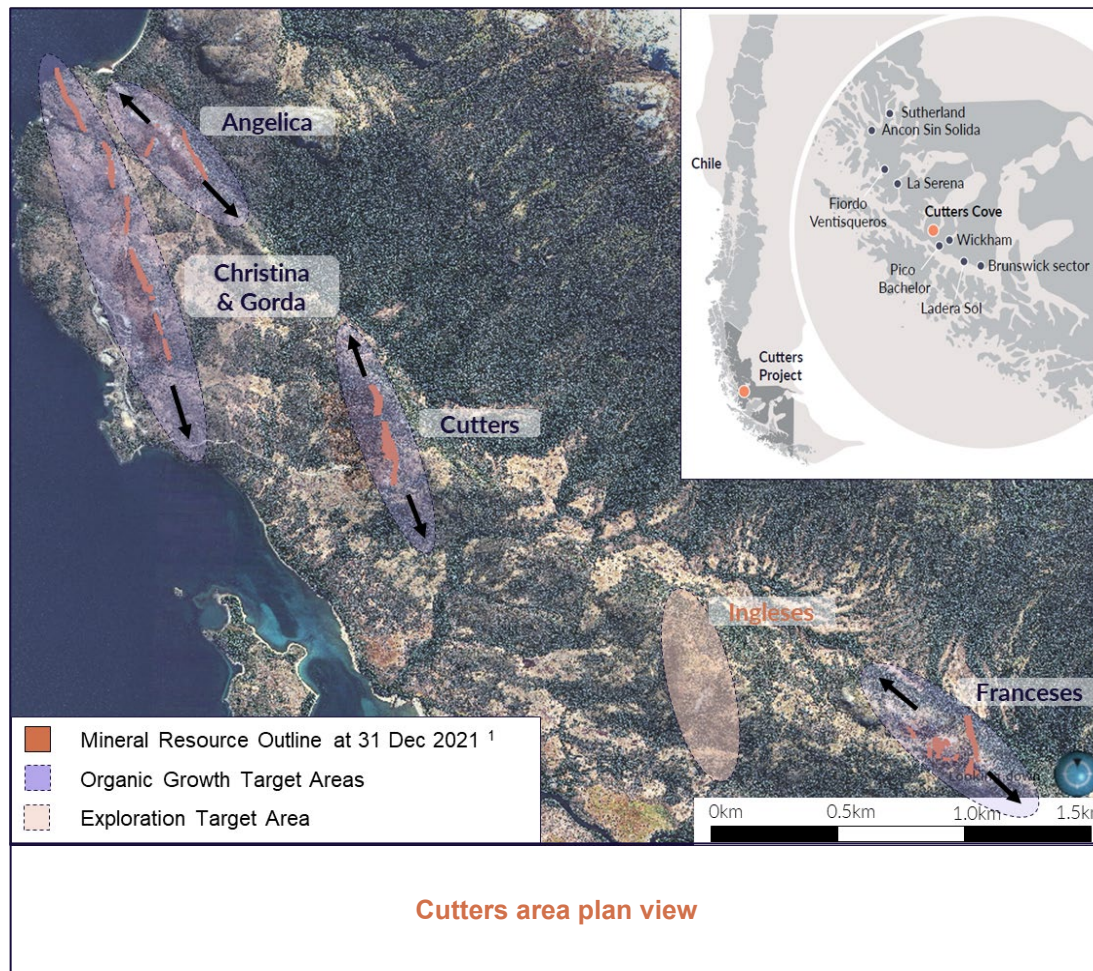 Angelica
Christina
& Gorda
Cutters
Ingleses
Franceses
Looking down
Chile
Cutters
Project
Sutherland
Ancon Sin Solida
La Serena
Fiordo
Ventisqueros
Cutters Cove
Wickham
Pico
Bachelor
Brunswick sector
Ladera Sol
Mineral Resource Outline at 31 Dec 2021 ¹
Organic Growth Target Areas
Exploration Target Area
0km 0.5km 1.0km 1.5km
Cutters area plan view